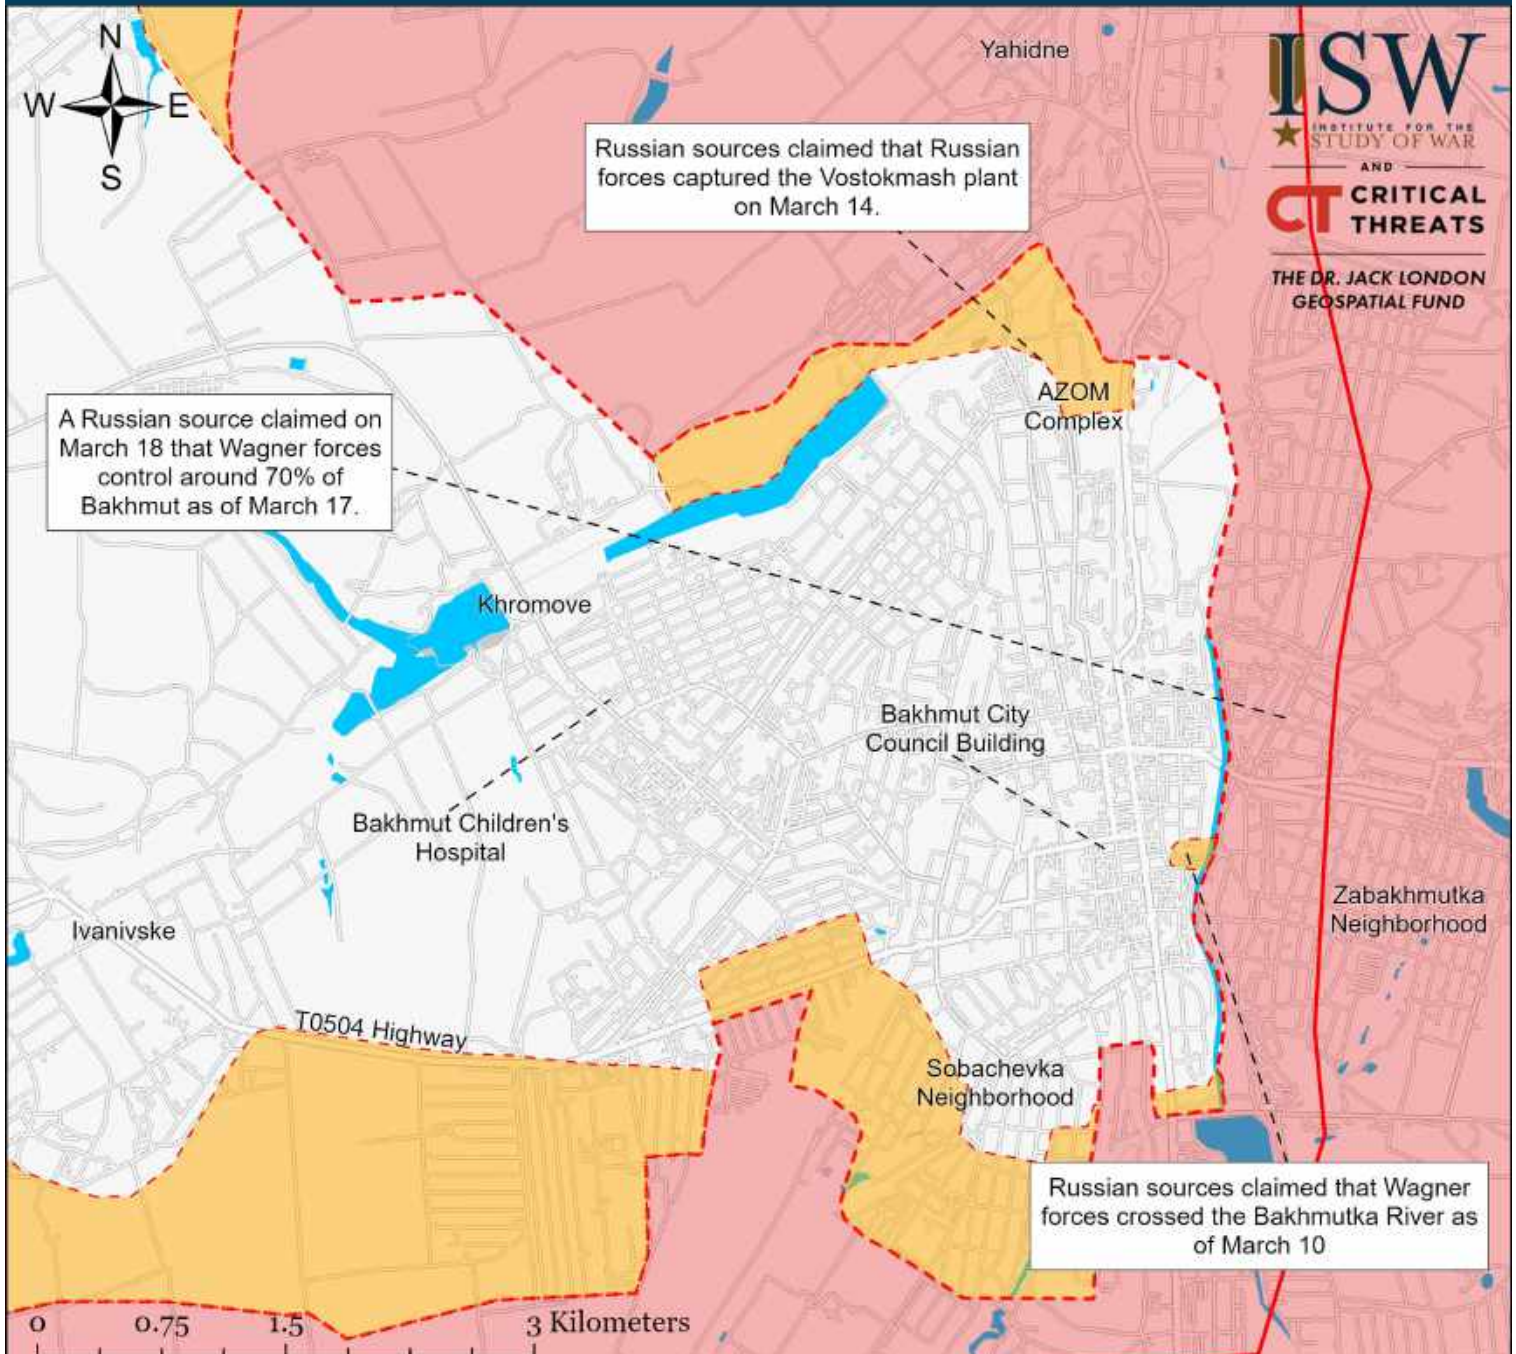 N
W
E
S
Yahidne
ISW
INSTITUTE FOR THE
STUDY OF WAR
AND
CT CRITICAL
THREATS
THE DR. JACK LONDON
GEOSPATIAL FUND
Russian sources claimed that Russian
forces captured the Vostokmash plant
on March 14.
AZOM
Complex
A Russian source claimed on
March 18 that Wagner forces
control around 70% of
Bakhmut as of March 17.
Khromove
Bakhmut City
Council Building
Bakhmut Children's
Hospital
Zabakhmutka
Neighborhood
Ivanivske
T0504 Highway
Sobachevka
Neighborhood
Russian sources claimed that Wagner
forces crossed the Bakhmutka River as
of March 10
0 0.75 1.5 3 Kilometers